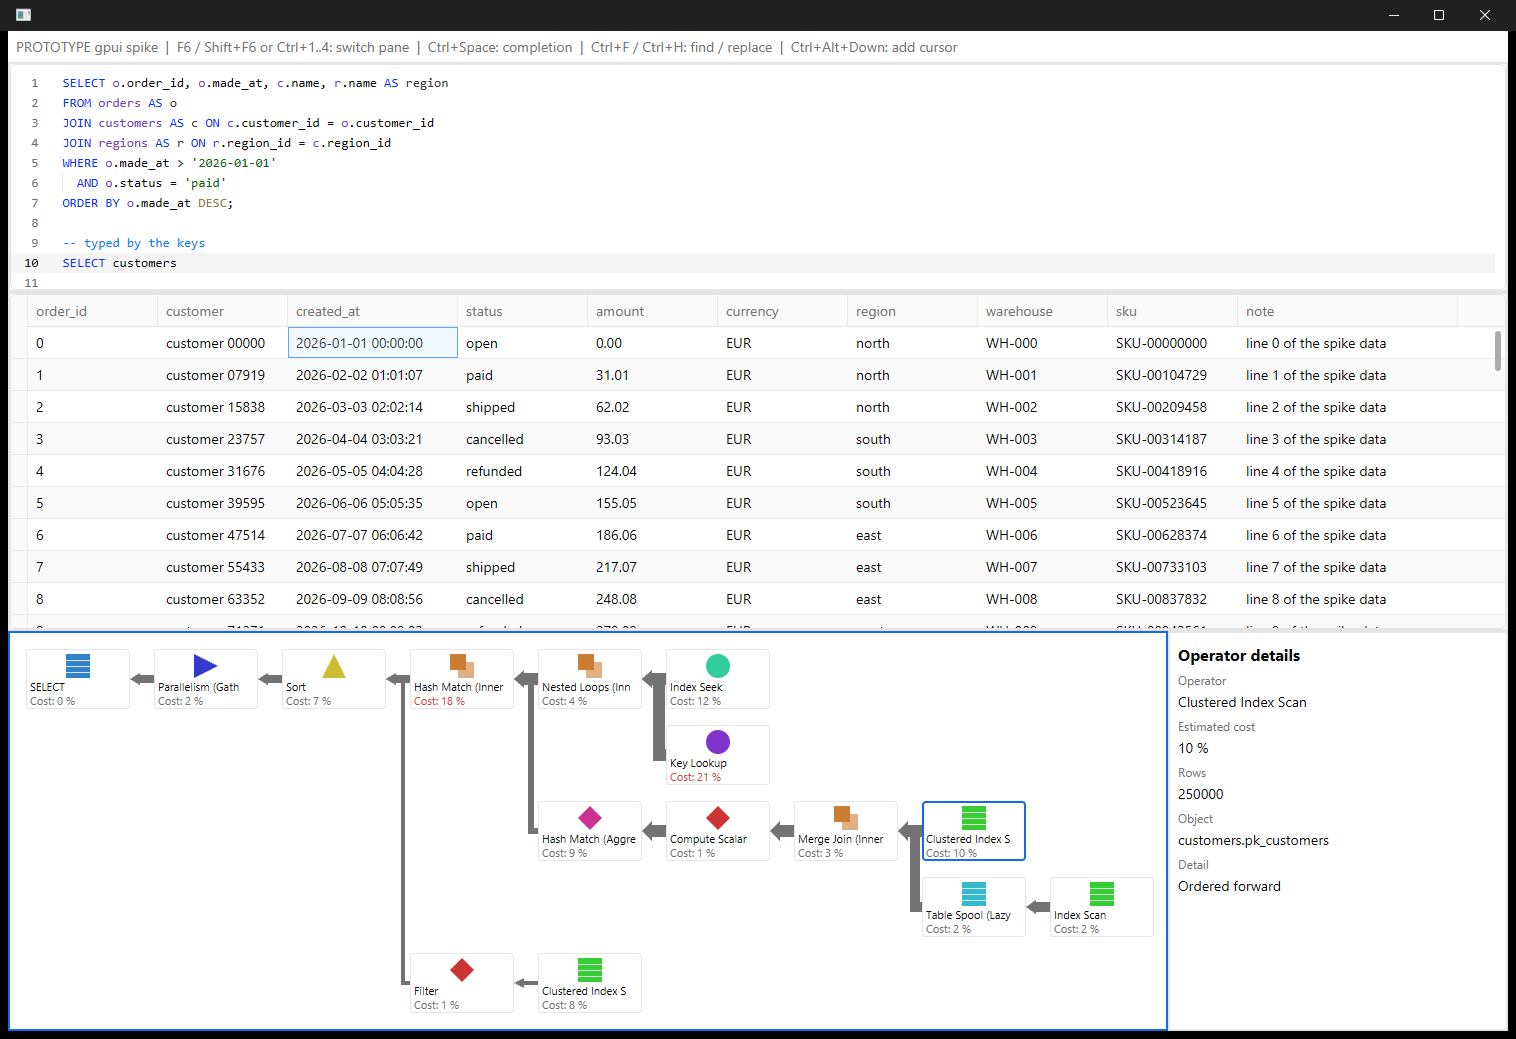 PROTOTYPE gpui spike | F6 / Shift+F6 or Ctrl+1..4: switch pane | Ctrl+Space: completion | Ctrl+F / Ctrl+H: find / replace | Ctrl+Alt+Down: add cursor
1 SELECT o.order_id, o.made_at, c.name, r.name AS region
2 FROM orders AS o
3 JOIN customers AS c ON c.customer_id = o.customer_id
4 JOIN regions AS r ON r.region_id = c.region_id
5 WHERE o.made_at > '2026-01-01'
6 AND o.status = 'paid'
7 ORDER BY o.made_at DESC;
8
9 -- typed by the keys
10 SELECT customers
11
order_id customer created_at status amount currency region warehouse sku note
0 customer 00000 2026-01-01 00:00:00 open 0.00 EUR north WH-000 SKU-00000000 line 0 of the spike data
1 customer 07919 2026-02-02 01:01:07 paid 31.01 EUR north WH-001 SKU-00104729 line 1 of the spike data
2 customer 15838 2026-03-03 02:02:14 shipped 62.02 EUR north WH-002 SKU-00209458 line 2 of the spike data
3 customer 23757 2026-04-04 03:03:21 cancelled 93.03 EUR south WH-003 SKU-00314187 line 3 of the spike data
4 customer 31676 2026-05-05 04:04:28 refunded 124.04 EUR south WH-004 SKU-00418916 line 4 of the spike data
5 customer 39595 2026-06-06 05:05:35 open 155.05 EUR south WH-005 SKU-00523645 line 5 of the spike data
6 customer 47514 2026-07-07 06:06:42 paid 186.06 EUR east WH-006 SKU-00628374 line 6 of the spike data
7 customer 55433 2026-08-08 07:07:49 shipped 217.07 EUR east WH-007 SKU-00733103 line 7 of the spike data
8 customer 63352 2026-09-09 08:08:56 cancelled 248.08 EUR east WH-008 SKU-00837832 line 8 of the spike data
SELECT
Cost: 0 %
Parallelism (Gath
Cost: 2 %
Sort
Cost: 7 %
Hash Match (Inner
Cost: 18 %
Nested Loops (Inn
Cost: 4 %
Index Seek
Cost: 12 %
Key Lookup
Cost: 21 %
Hash Match (Aggre
Cost: 9 %
Compute Scalar
Cost: 1 %
Merge Join (Inner
Cost: 3 %
Clustered Index S
Cost: 10 %
Table Spool (Lazy
Cost: 2 %
Index Scan
Cost: 2 %
Filter
Cost: 1 %
Clustered Index S
Cost: 8 %
Operator details
Operator
Clustered Index Scan
Estimated cost
10 %
Rows
250000
Object
customers.pk_customers
Detail
Ordered forward